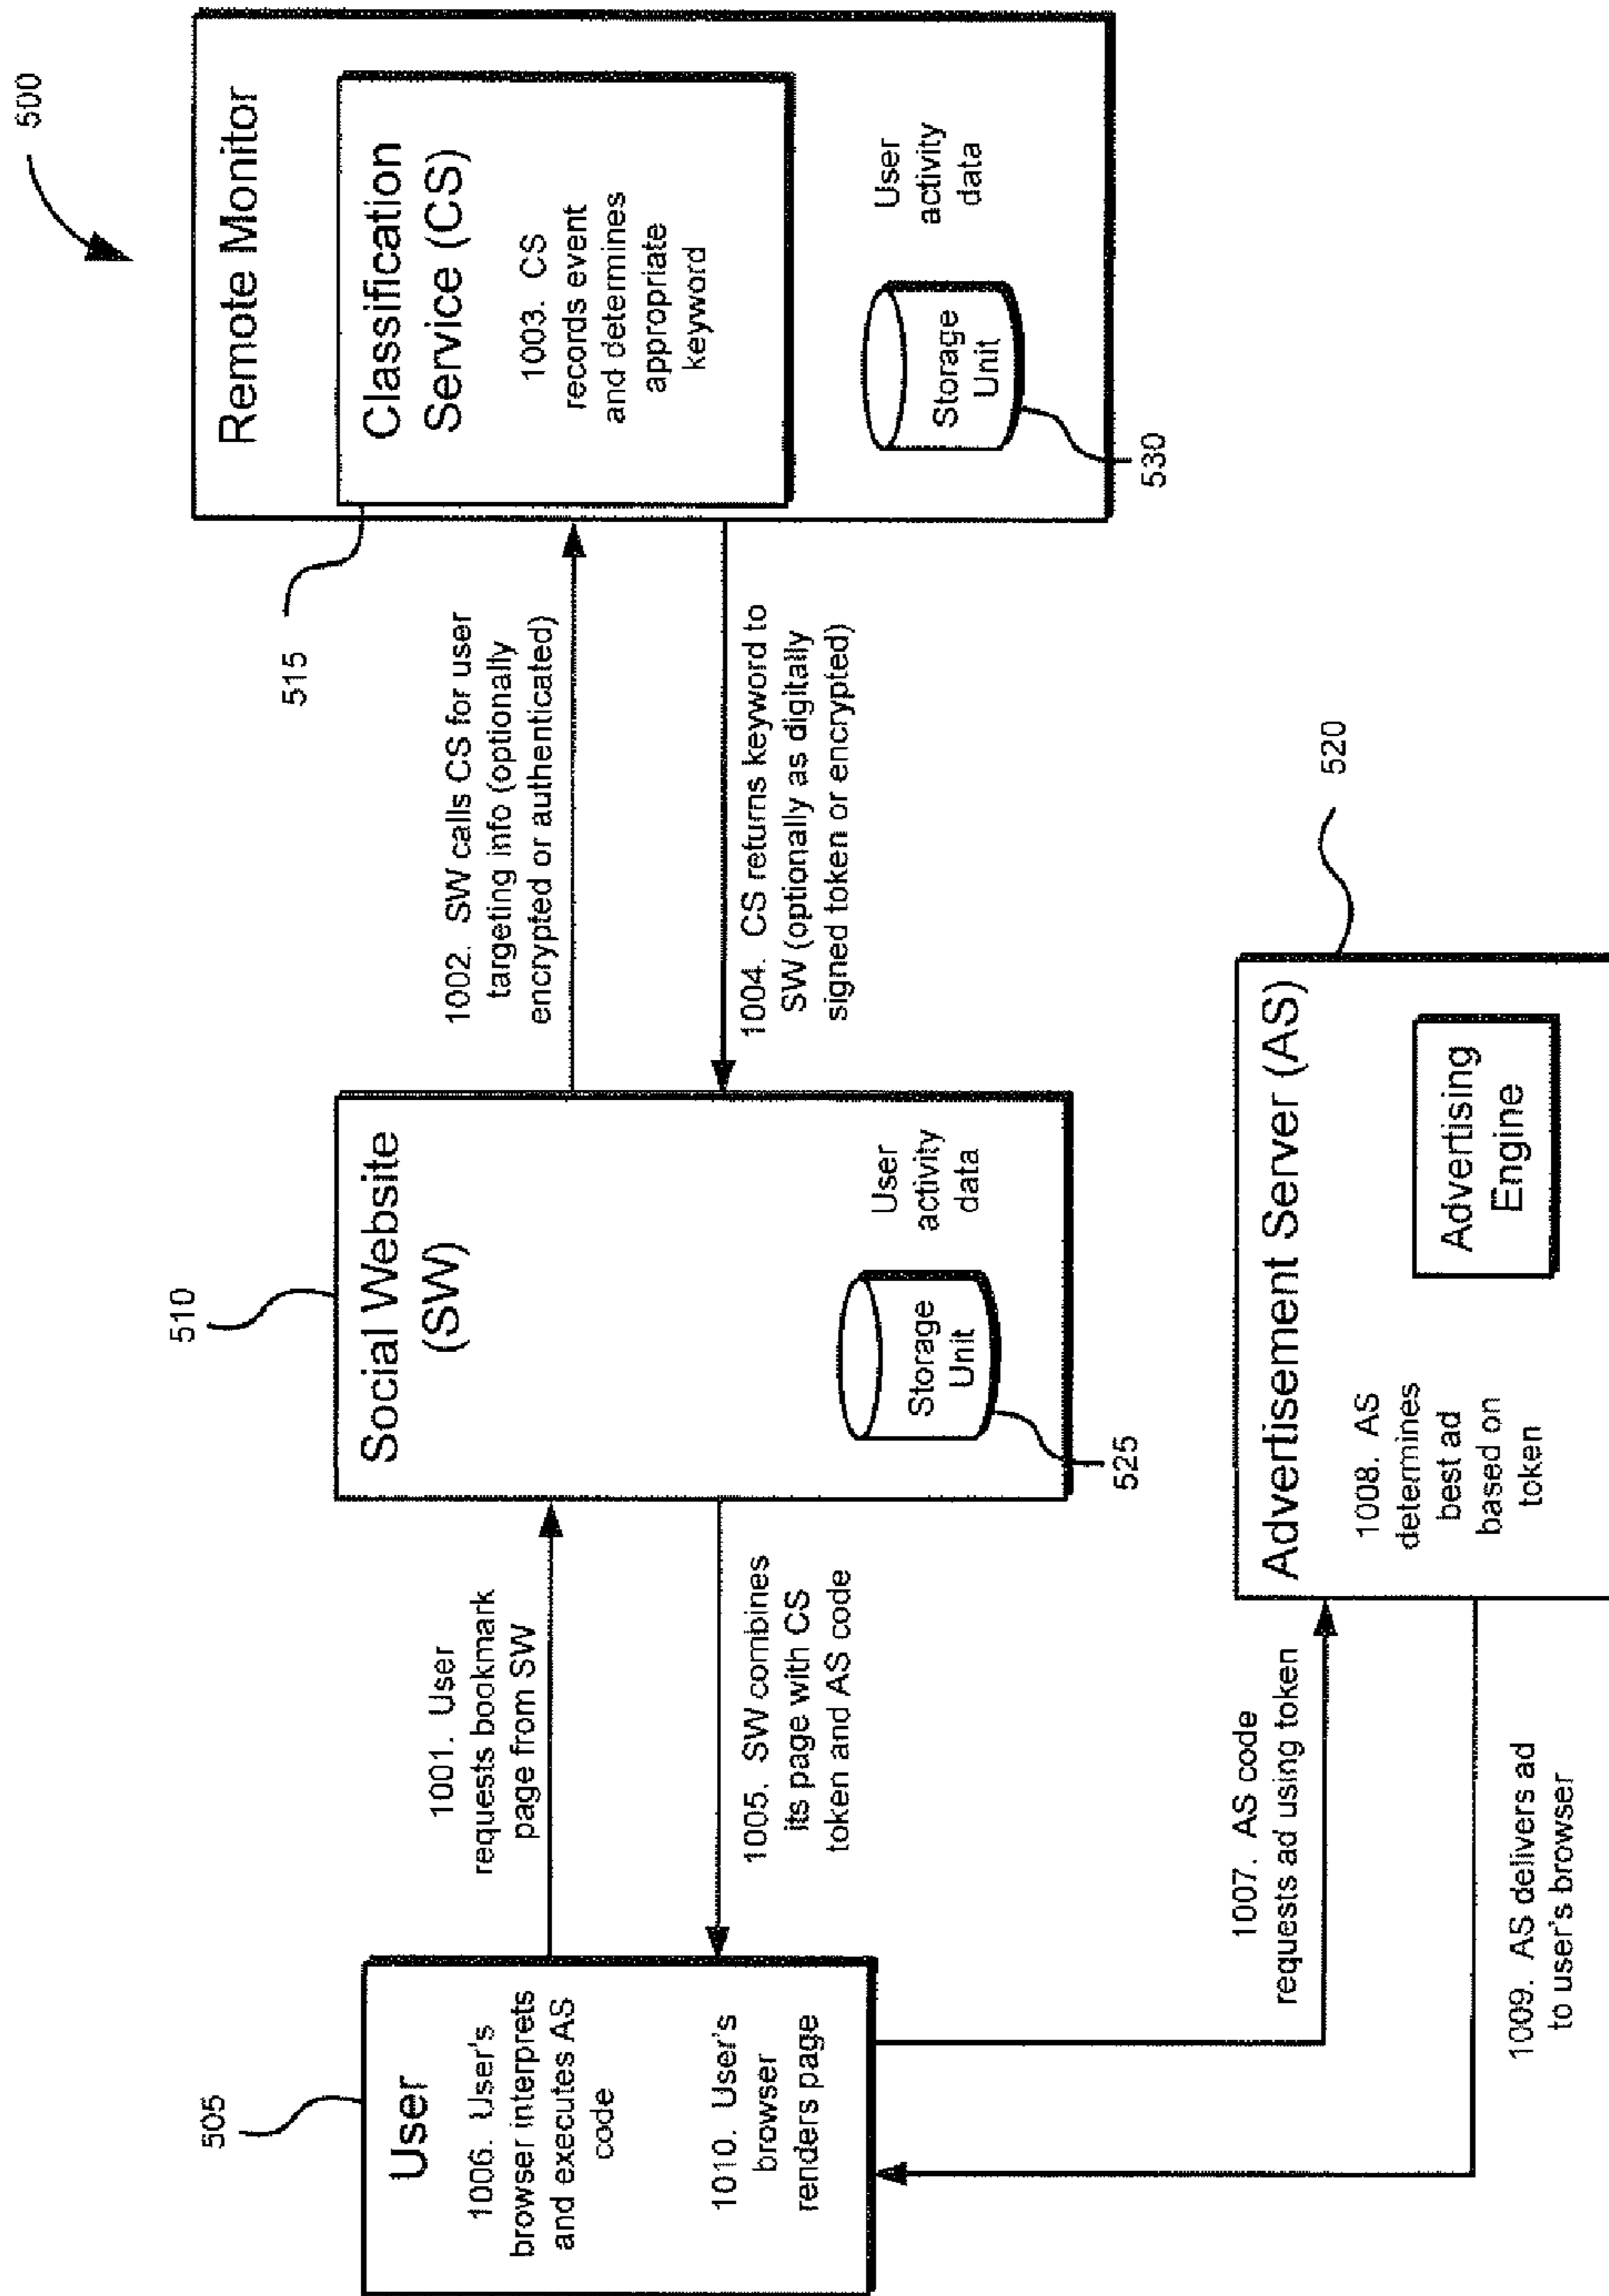 500
Remote Monitor
Classification
Service (CS)
1003. CS
records event
and determines
appropriate
keyword
Storage
Unit
User
activity
data
515
530
1002. SW calls CS for user
targeting info (optionally
encrypted or authenticated)
1004. CS returns keyword to
SW (optionally as digitally
signed token or encrypted)
510
Social Website
(SW)
Storage
Unit
User
activity
data
525
1001. User
requests bookmark
page from SW
1005. SW combines
its page with CS
token and AS code
505
User
1006. User's
browser interprets
and executes AS
code
1010. User's
browser
renders page
1007. AS code
requests ad using token
1009. AS delivers ad
to user's browser
520
Advertisement Server (AS)
1008. AS
determines
best ad
based on
token
Advertising
Engine